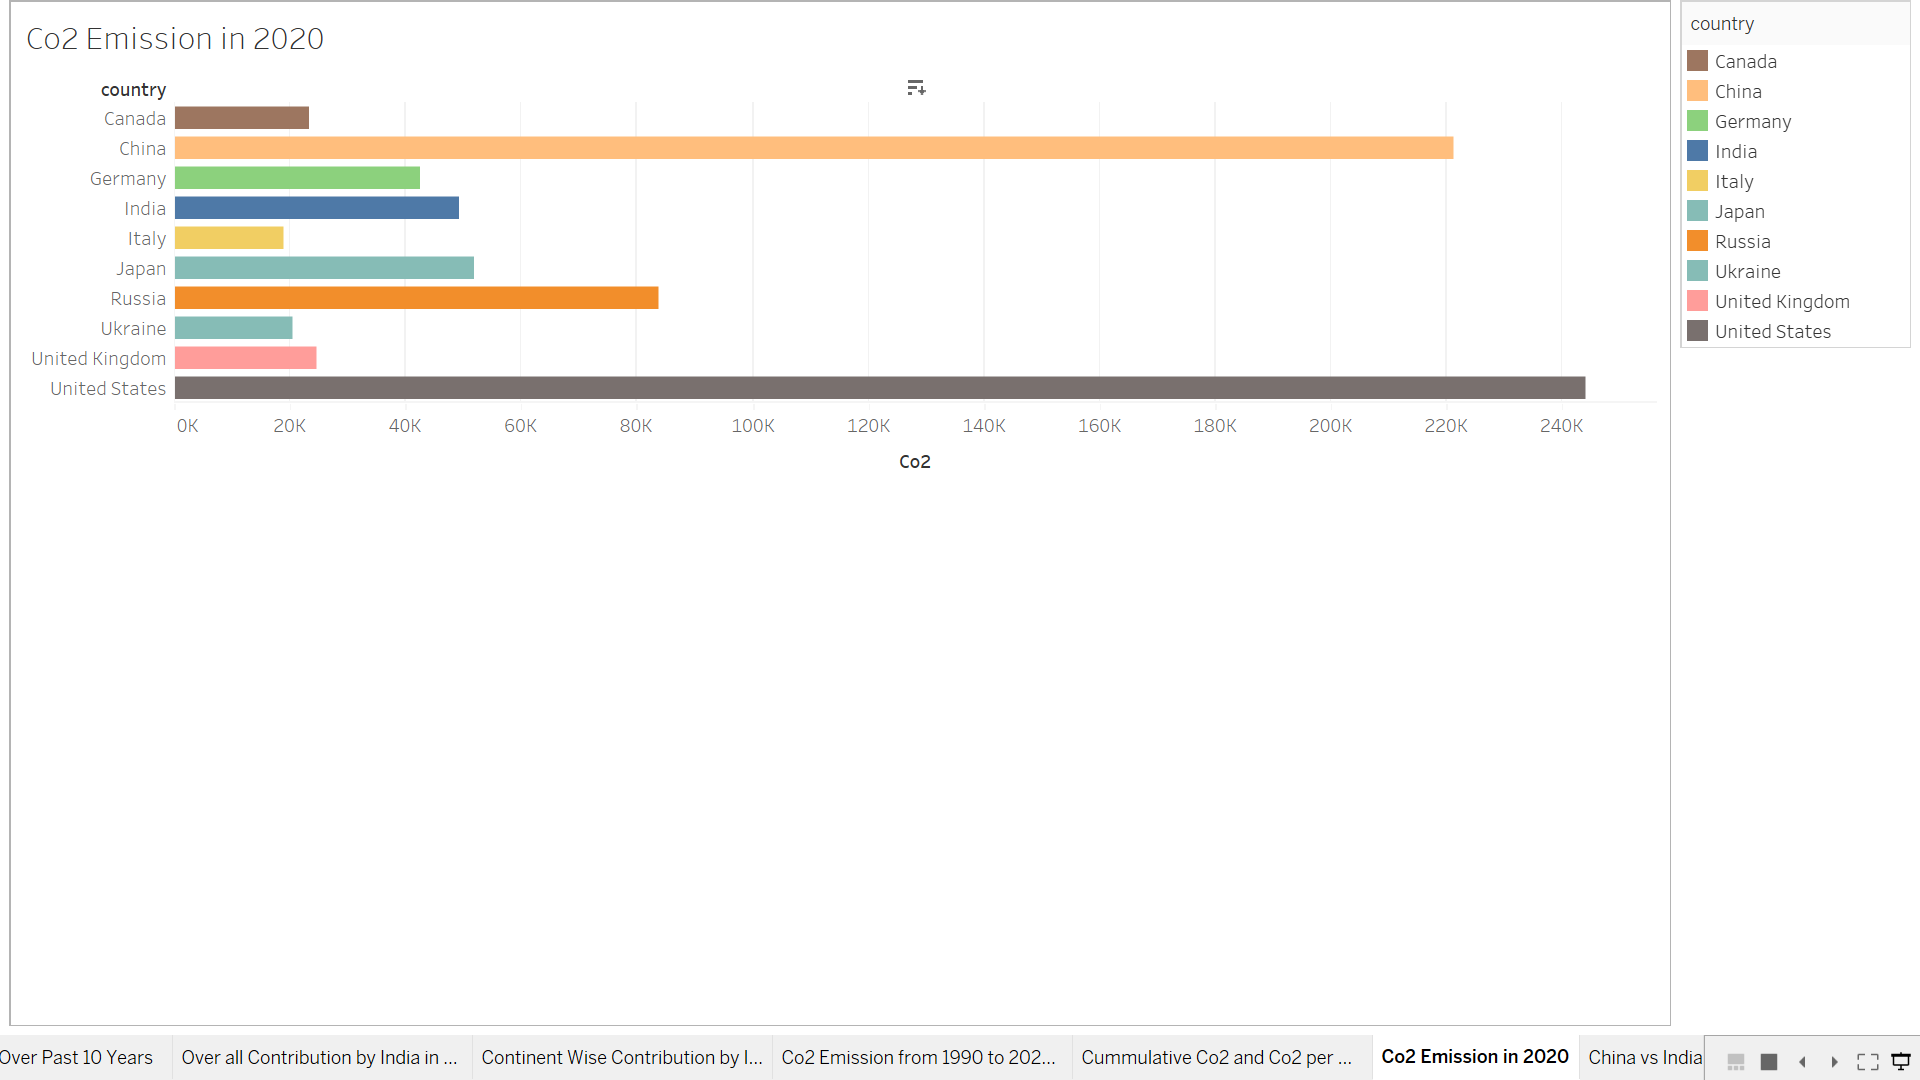 Co2 Emission in 2020
country
Canada
China
Germany
India
Italy
Japan
Russia
Ukraine
United Kingdom
United States
0K 20K 40K 60K 80K 100K 120K 140K 160K 180K 200K 220K 240K
Co2
country
Canada
China
Germany
India
Italy
Japan
Russia
Ukraine
United Kingdom
United States
Over Past 10 Years Over all Contribution by India in ... Continent Wise Contribution by I... Co2 Emission from 1990 to 202... Cummulative Co2 and Co2 per ... Co2 Emission in 2020 China vs India